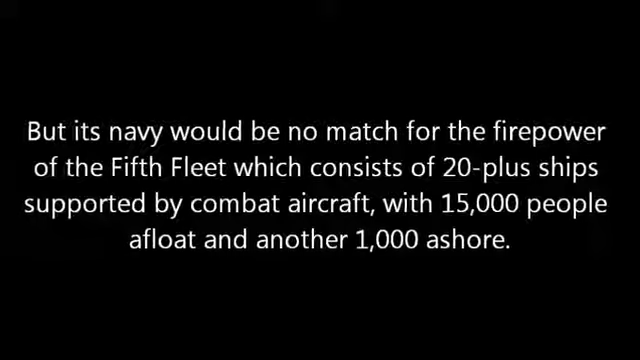 But its navy would be no match for the firepower
of the Fifth Fleet which consists of 20-plus ships
supported by combat aircraft, with 15,000 people
afloat and another 1,000 ashore.